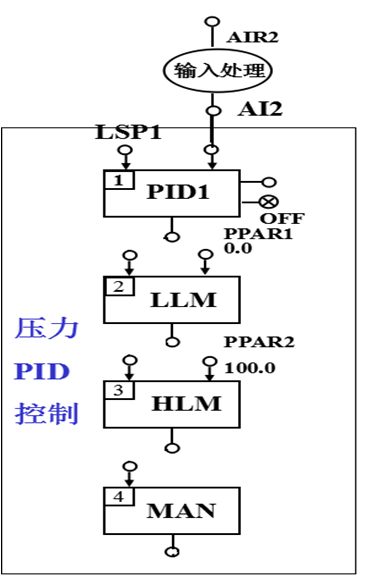 AIR2
输入处理
AI2
LSP1
1
PID1
OFF
PPAR1
0.0
2
LLM
压力
PID
控制
PPAR2
100.0
3
HLM
4
MAN